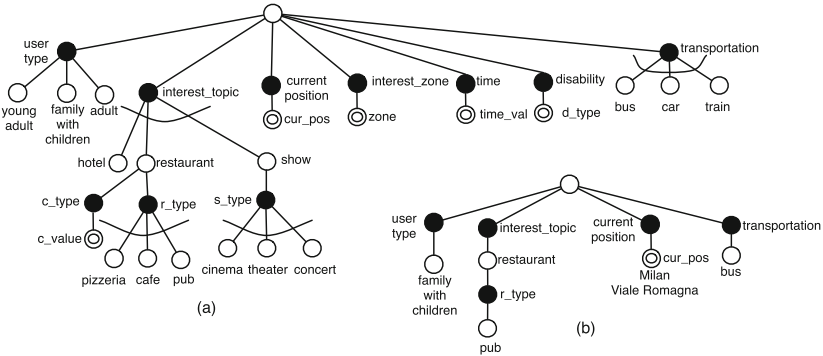 user
type
transportation
interest_topic
current
position
interest_zone
time
disability
young
adult
family
with
children
adult
cur_pos
zone
time_val
d_type
bus
car
train
hotel
restaurant
show
c_type
r_type
s_type
c_value
pizzeria
cafe
pub
cinema
theater
concert
(a)
user
type
interest_topic
current
position
transportation
restaurant
cur_pos
Milan
Viale Romagna
bus
family
with
children
r_type
pub
(b)